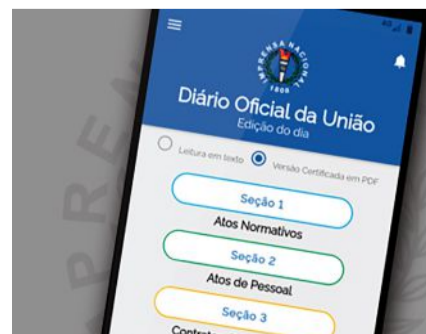 4G
IMPRENSA NACIONAL
1808
Diário Oficial da União
Edição do dia
Leitura em texto
Versão Certificada em PDF
Seção 1
Atos Normativos
Seção 2
Atos de Pessoal
Seção 3